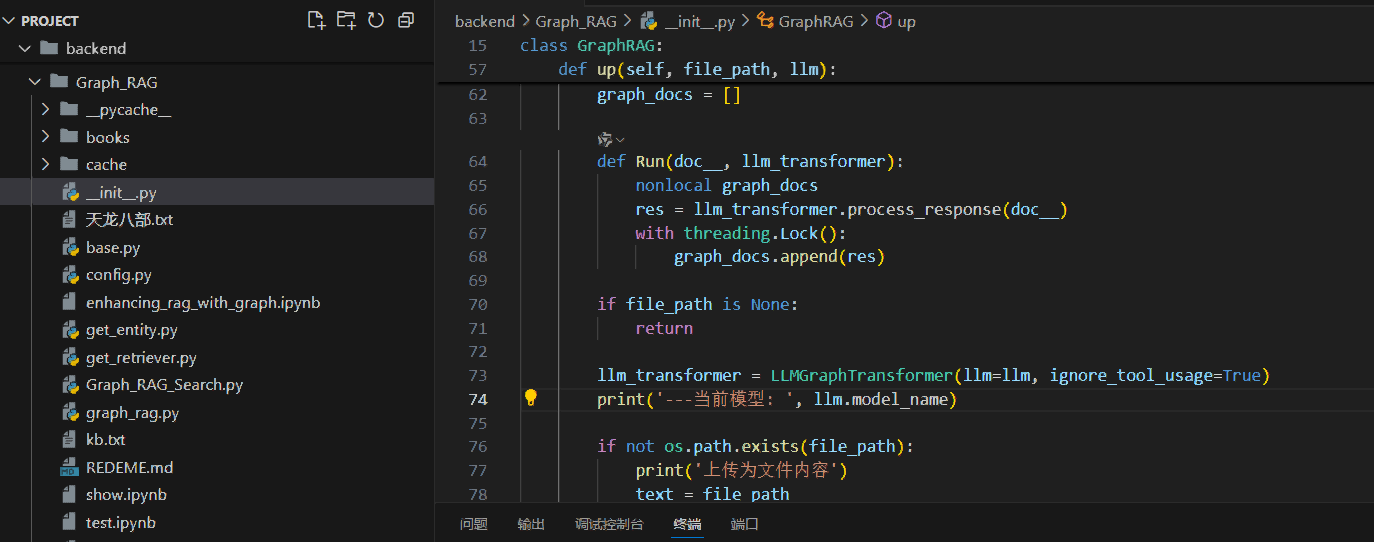 PROJECT
backend
Graph_RAG
__pycache__
books
cache
__init__.py
天龙八部.txt
base.py
config.py
enhancing_rag_with_graph.ipynb
get_entity.py
get_retriever.py
Graph_RAG_Search.py
graph_rag.py
kb.txt
REDEME.md
show.ipynb
test.ipynb
backend > Graph_RAG > __init__.py > GraphRAG > up
15 class GraphRAG:
57 def up(self, file_path, llm):
62 graph_docs = []
63
64 def Run(doc__, llm_transformer):
65 nonlocal graph_docs
66 res = llm_transformer.process_response(doc__)
67 with threading.Lock():
68 graph_docs.append(res)
69
70 if file_path is None:
71 return
72
73 llm_transformer = LLMGraphTransformer(llm=llm, ignore_tool_usage=True)
74 print('---当前模型: ', llm.model_name)
75
76 if not os.path.exists(file_path):
77 print('上传为文件内容')
78 text = file_path
问题 输出 调试控制台 终端 端口